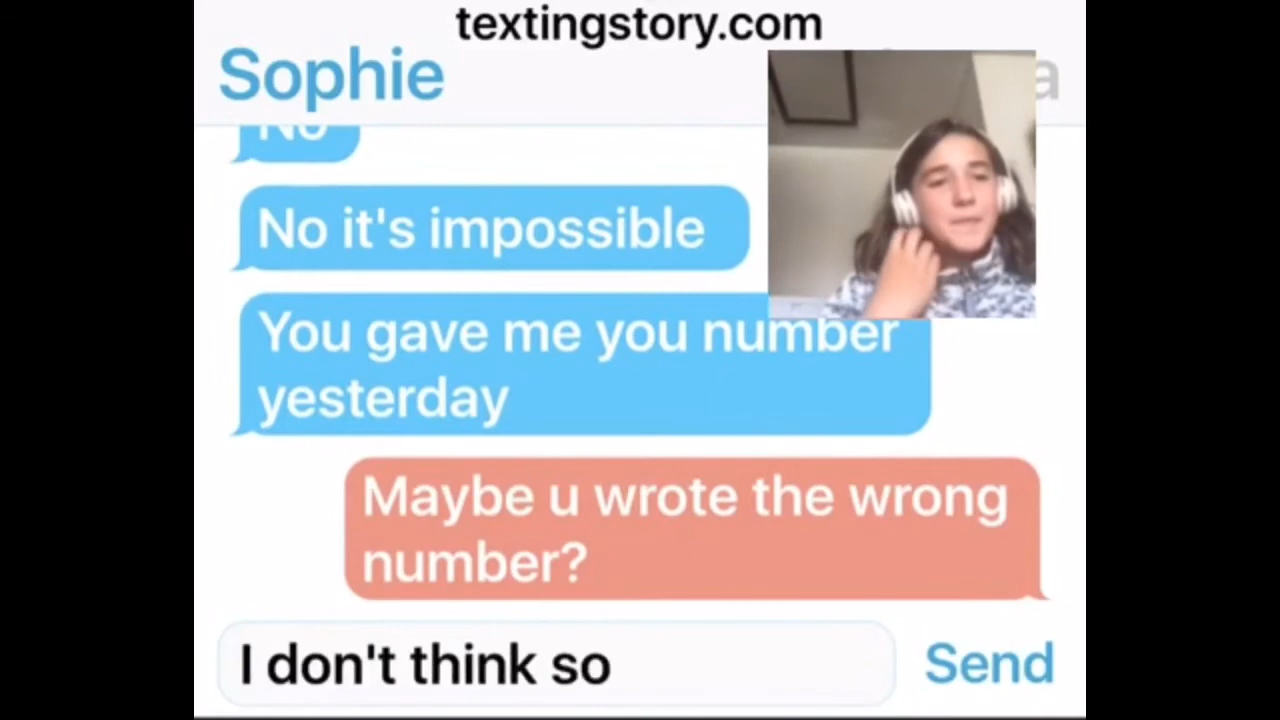 textingstory.com
Sophie
a
No
No it's impossible
You gave me you number
yesterday
Maybe u wrote the wrong
number?
I don't think so
Send